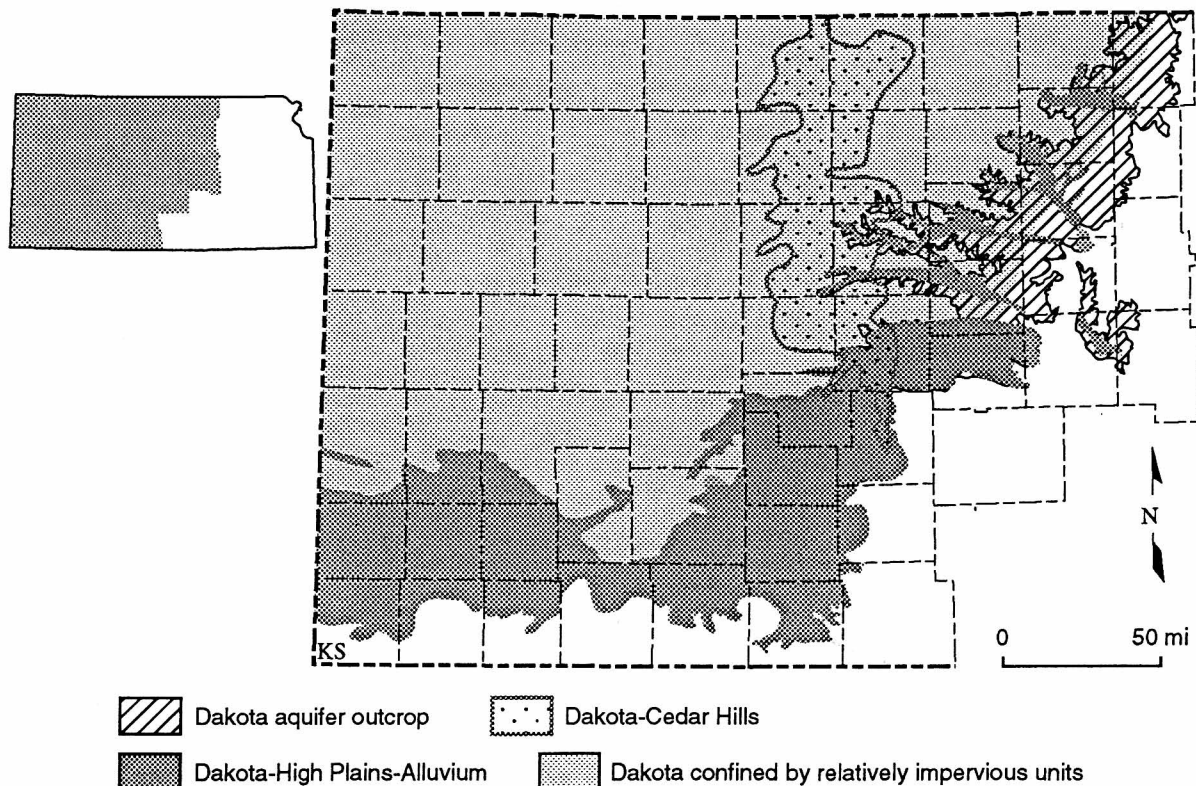 N
KS
0 50 mi
Dakota aquifer outcrop Dakota-Cedar Hills
Dakota-High Plains-Alluvium Dakota confined by relatively impervious units